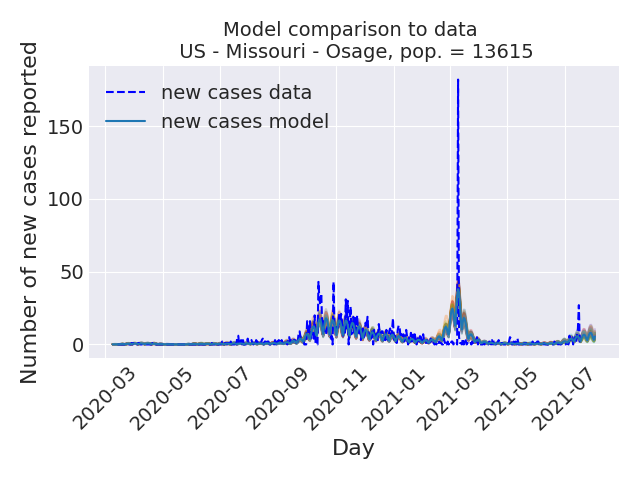 Model comparison to data
US - Missouri - Osage, pop. = 13615
new cases data
new cases model
Number of new cases reported
150
100
50
0
2020-03
2020-05
2020-07
2020-09
2020-11
2021-01
2021-03
2021-05
2021-07
Day